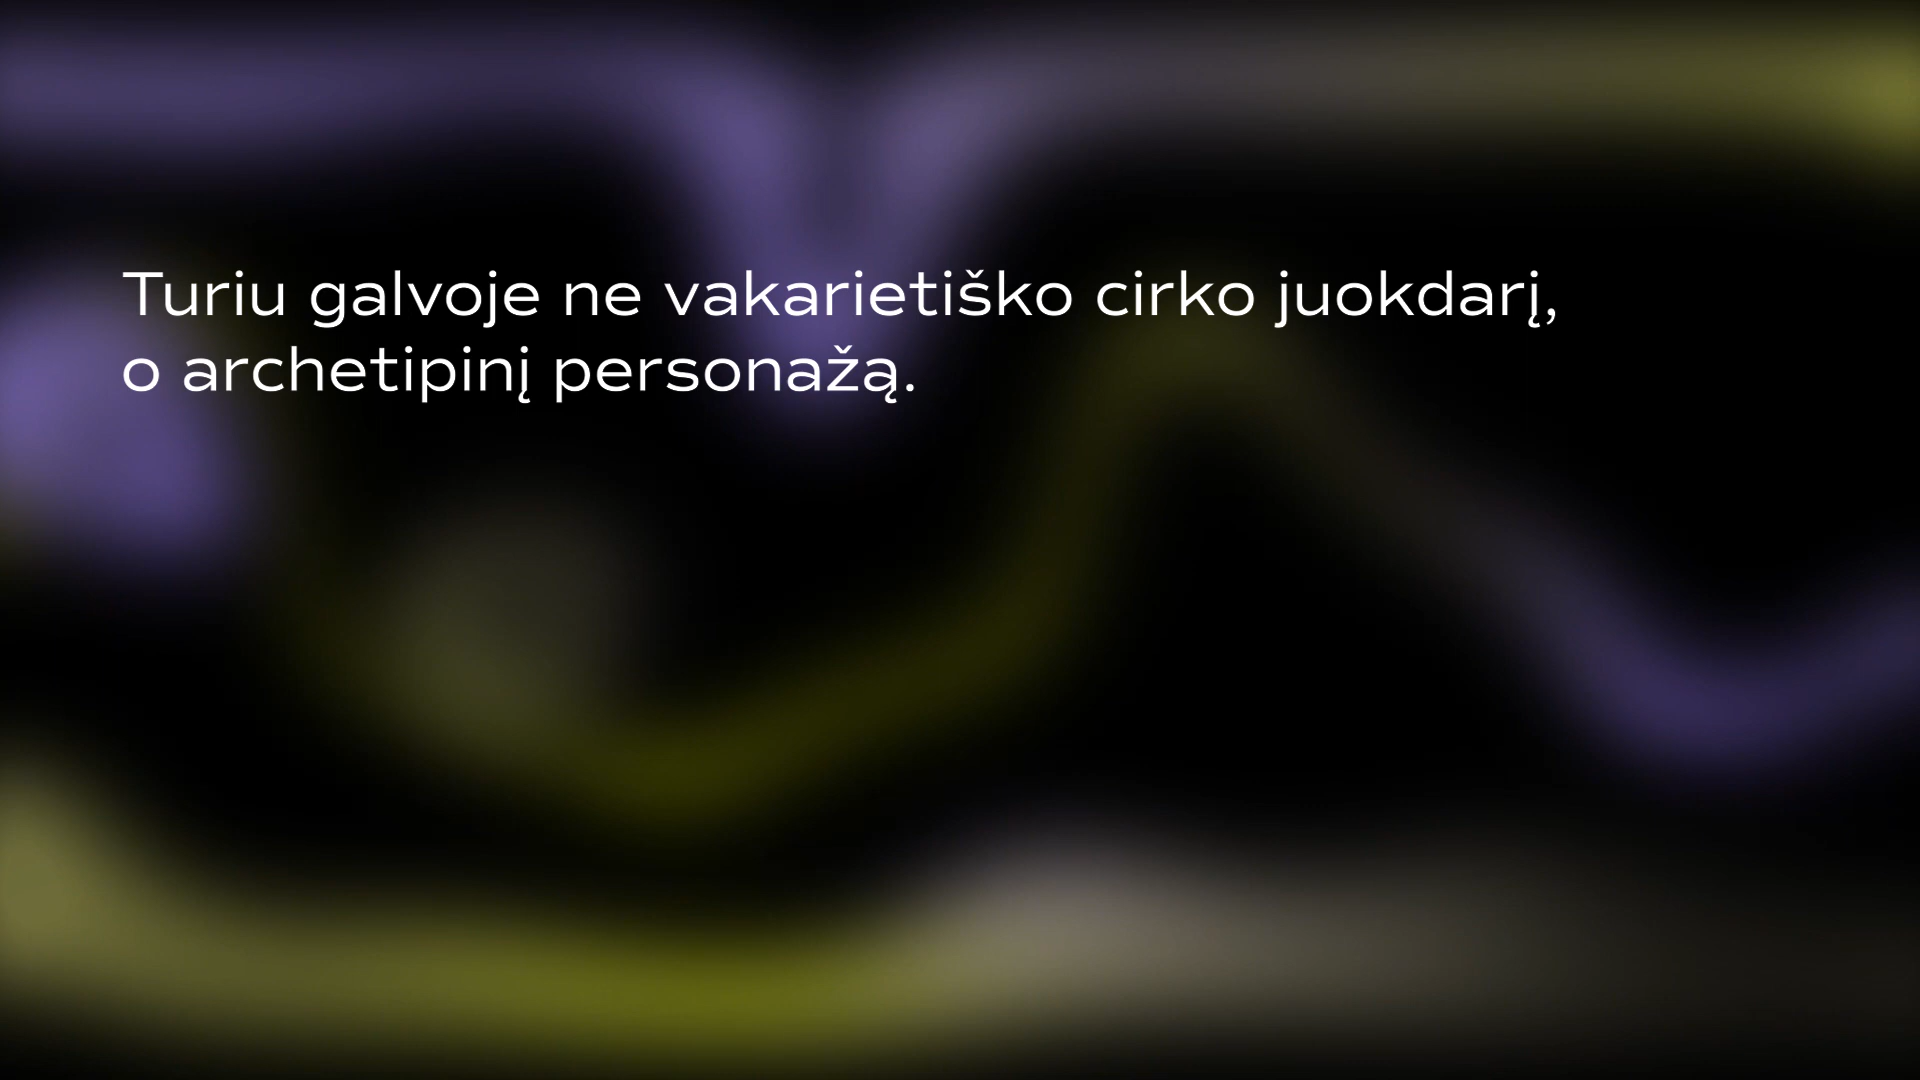 Turiu galvoje ne vakarietiško cirko juokdarį,
o archetipinį personažą.